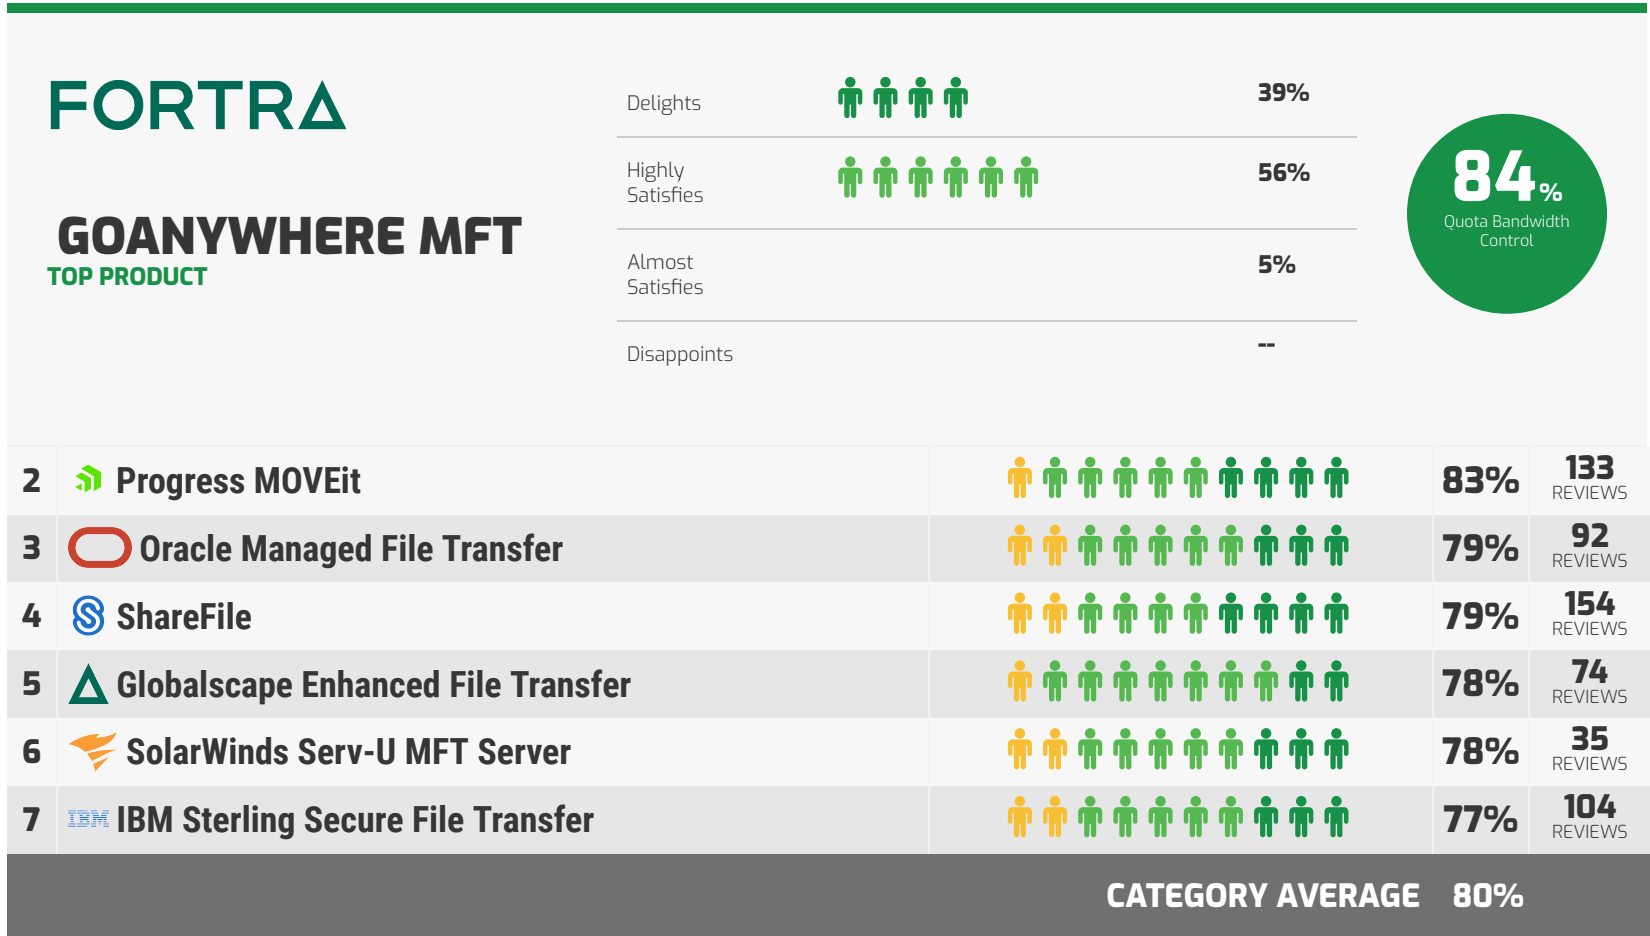 FORTRA
GOANYWHERE MFT
TOP PRODUCT
Delights 39%
Highly
Satisfies 56%
Almost
Satisfies 5%
Disappoints --
84%
Quota Bandwidth
Control
2 Progress MOVEit 83% 133
REVIEWS
3 Oracle Managed File Transfer 79% 92
REVIEWS
4 ShareFile 79% 154
REVIEWS
5 Globalscape Enhanced File Transfer 78% 74
REVIEWS
6 SolarWinds Serv-U MFT Server 78% 35
REVIEWS
7 IBM IBM Sterling Secure File Transfer 77% 104
REVIEWS
CATEGORY AVERAGE 80%